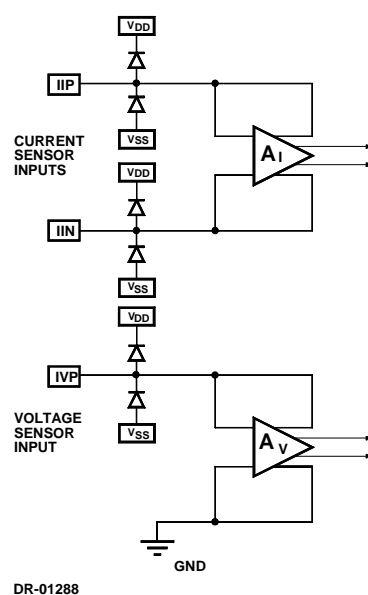 VDD
IIP
CURRENT
SENSOR
INPUTS
VSS
AI
VDD
IIN
VSS
VDD
IVP
VOLTAGE
SENSOR
INPUT
VSS
AV
GND
DR-01288